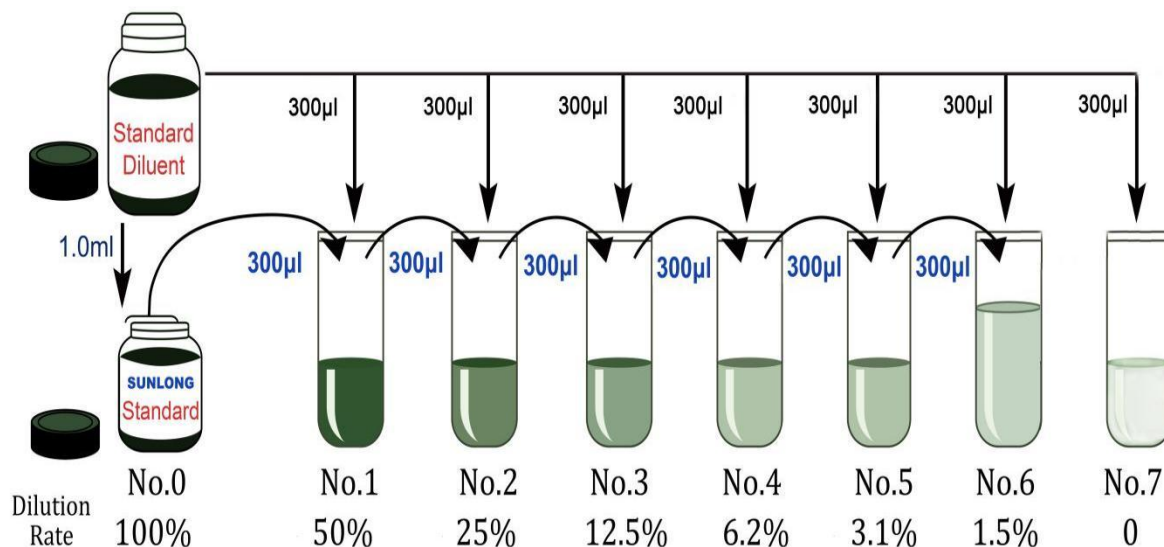 300µl 300µl 300µl 300µl 300µl 300µl 300µl
Standard
Diluent
1.0ml
300µl 300µl 300µl 300µl 300µl 300µl
SUNLONG
Standard
No.0 No.1 No.2 No.3 No.4 No.5 No.6 No.7
Dilution
Rate 100% 50% 25% 12.5% 6.2% 3.1% 1.5% 0